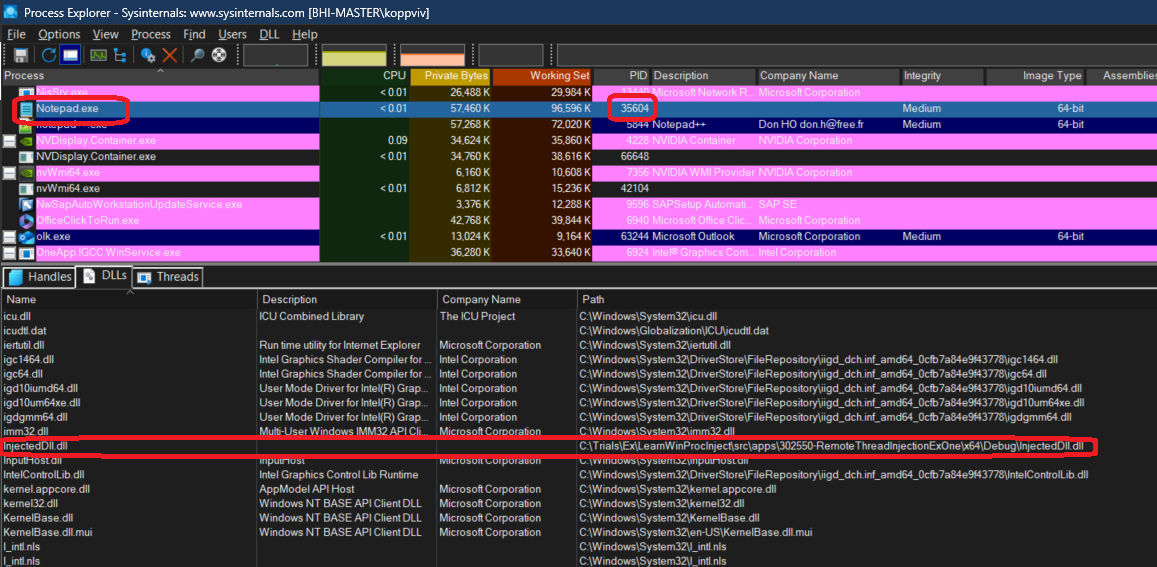 Process Explorer - Sysinternals: www.sysinternals.com [BHI-MASTER\koppviv]
File Options View Process Find Users DLL Help
Process CPU Private Bytes Working Set PID Description Company Name Integrity Image Type Assemblies
NisSrv.exe < 0.01 26,488 K 29,984 K 13440 Microsoft Network R... Microsoft Corporation
Notepad.exe < 0.01 57,460 K 96,596 K 35604 Medium 64-bit
notepad++.exe 57,268 K 72,020 K 5844 Notepad++ Don HO don.h@free.fr Medium 64-bit
NVDisplay.Container.exe 0.09 34,624 K 35,860 K 4228 NVIDIA Container NVIDIA Corporation
NVDisplay.Container.exe < 0.01 34,760 K 38,616 K 66648
nvWmi64.exe 6,160 K 10,608 K 7356 NVIDIA WMI Provider NVIDIA Corporation
nvWmi64.exe < 0.01 6,812 K 15,236 K 42104
NwSapAutoWorkstationUpdateService.exe 3,376 K 12,288 K 9596 SAPSetup Automati... SAP SE
OfficeClickToRun.exe 42,768 K 39,844 K 6940 Microsoft Office Clic... Microsoft Corporation
olk.exe < 0.01 13,024 K 9,164 K 63244 Microsoft Outlook Microsoft Corporation Medium 64-bit
OneApp.IGCC.WinService.exe 36,280 K 33,640 K 6924 Intel® Graphics Com... Intel Corporation
Handles DLLs Threads
Name Description Company Name Path
icu.dll ICU Combined Library The ICU Project C:\Windows\System32\icu.dll
icudtl.dat C:\Windows\Globalization\ICU\icudtl.dat
iertutil.dll Run time utility for Internet Explorer Microsoft Corporation C:\Windows\System32\iertutil.dll
igc1464.dll Intel Graphics Shader Compiler for ... Intel Corporation C:\Windows\System32\DriverStore\FileRepository\iigd_dch.inf_amd64_0cfb7a84e9f43778\igc1464.dll
igc64.dll Intel Graphics Shader Compiler for ... Intel Corporation C:\Windows\System32\DriverStore\FileRepository\iigd_dch.inf_amd64_0cfb7a84e9f43778\igc64.dll
igd10iumd64.dll User Mode Driver for Intel(R) Grap... Intel Corporation C:\Windows\System32\DriverStore\FileRepository\iigd_dch.inf_amd64_0cfb7a84e9f43778\igd10iumd64.dll
igd10um64xe.dll User Mode Driver for Intel(R) Grap... Intel Corporation C:\Windows\System32\DriverStore\FileRepository\iigd_dch.inf_amd64_0cfb7a84e9f43778\igd10um64xe.dll
igdgmm64.dll User Mode Driver for Intel(R) Grap... Intel Corporation C:\Windows\System32\DriverStore\FileRepository\iigd_dch.inf_amd64_0cfb7a84e9f43778\igdgmm64.dll
imm32.dll Multi-User Windows IMM32 API Cli... Microsoft Corporation C:\Windows\System32\imm32.dll
InjectedDll.dll C:\Trials\Ex\LearnWinProcInject\src\apps\302550-RemoteThreadInjectionExOne\x64\Debug\InjectedDll.dll
InputHost.dll InputHost Microsoft Corporation C:\Windows\System32\InputHost.dll
IntelControlLib.dll Intel Graphics Control Lib Runtime C:\Windows\System32\DriverStore\FileRepository\iigd_dch.inf_amd64_0cfb7a84e9f43778\IntelControlLib.dll
kernel.appcore.dll AppModel API Host Microsoft Corporation C:\Windows\System32\kernel.appcore.dll
kernel32.dll Windows NT BASE API Client DLL Microsoft Corporation C:\Windows\System32\kernel32.dll
KernelBase.dll Windows NT BASE API Client DLL Microsoft Corporation C:\Windows\System32\KernelBase.dll
KernelBase.dll.mui Windows NT BASE API Client DLL Microsoft Corporation C:\Windows\System32\en-US\KernelBase.dll.mui
l_intl.nls C:\Windows\System32\l_intl.nls
l_intl.nls C:\Windows\System32\l_intl.nls